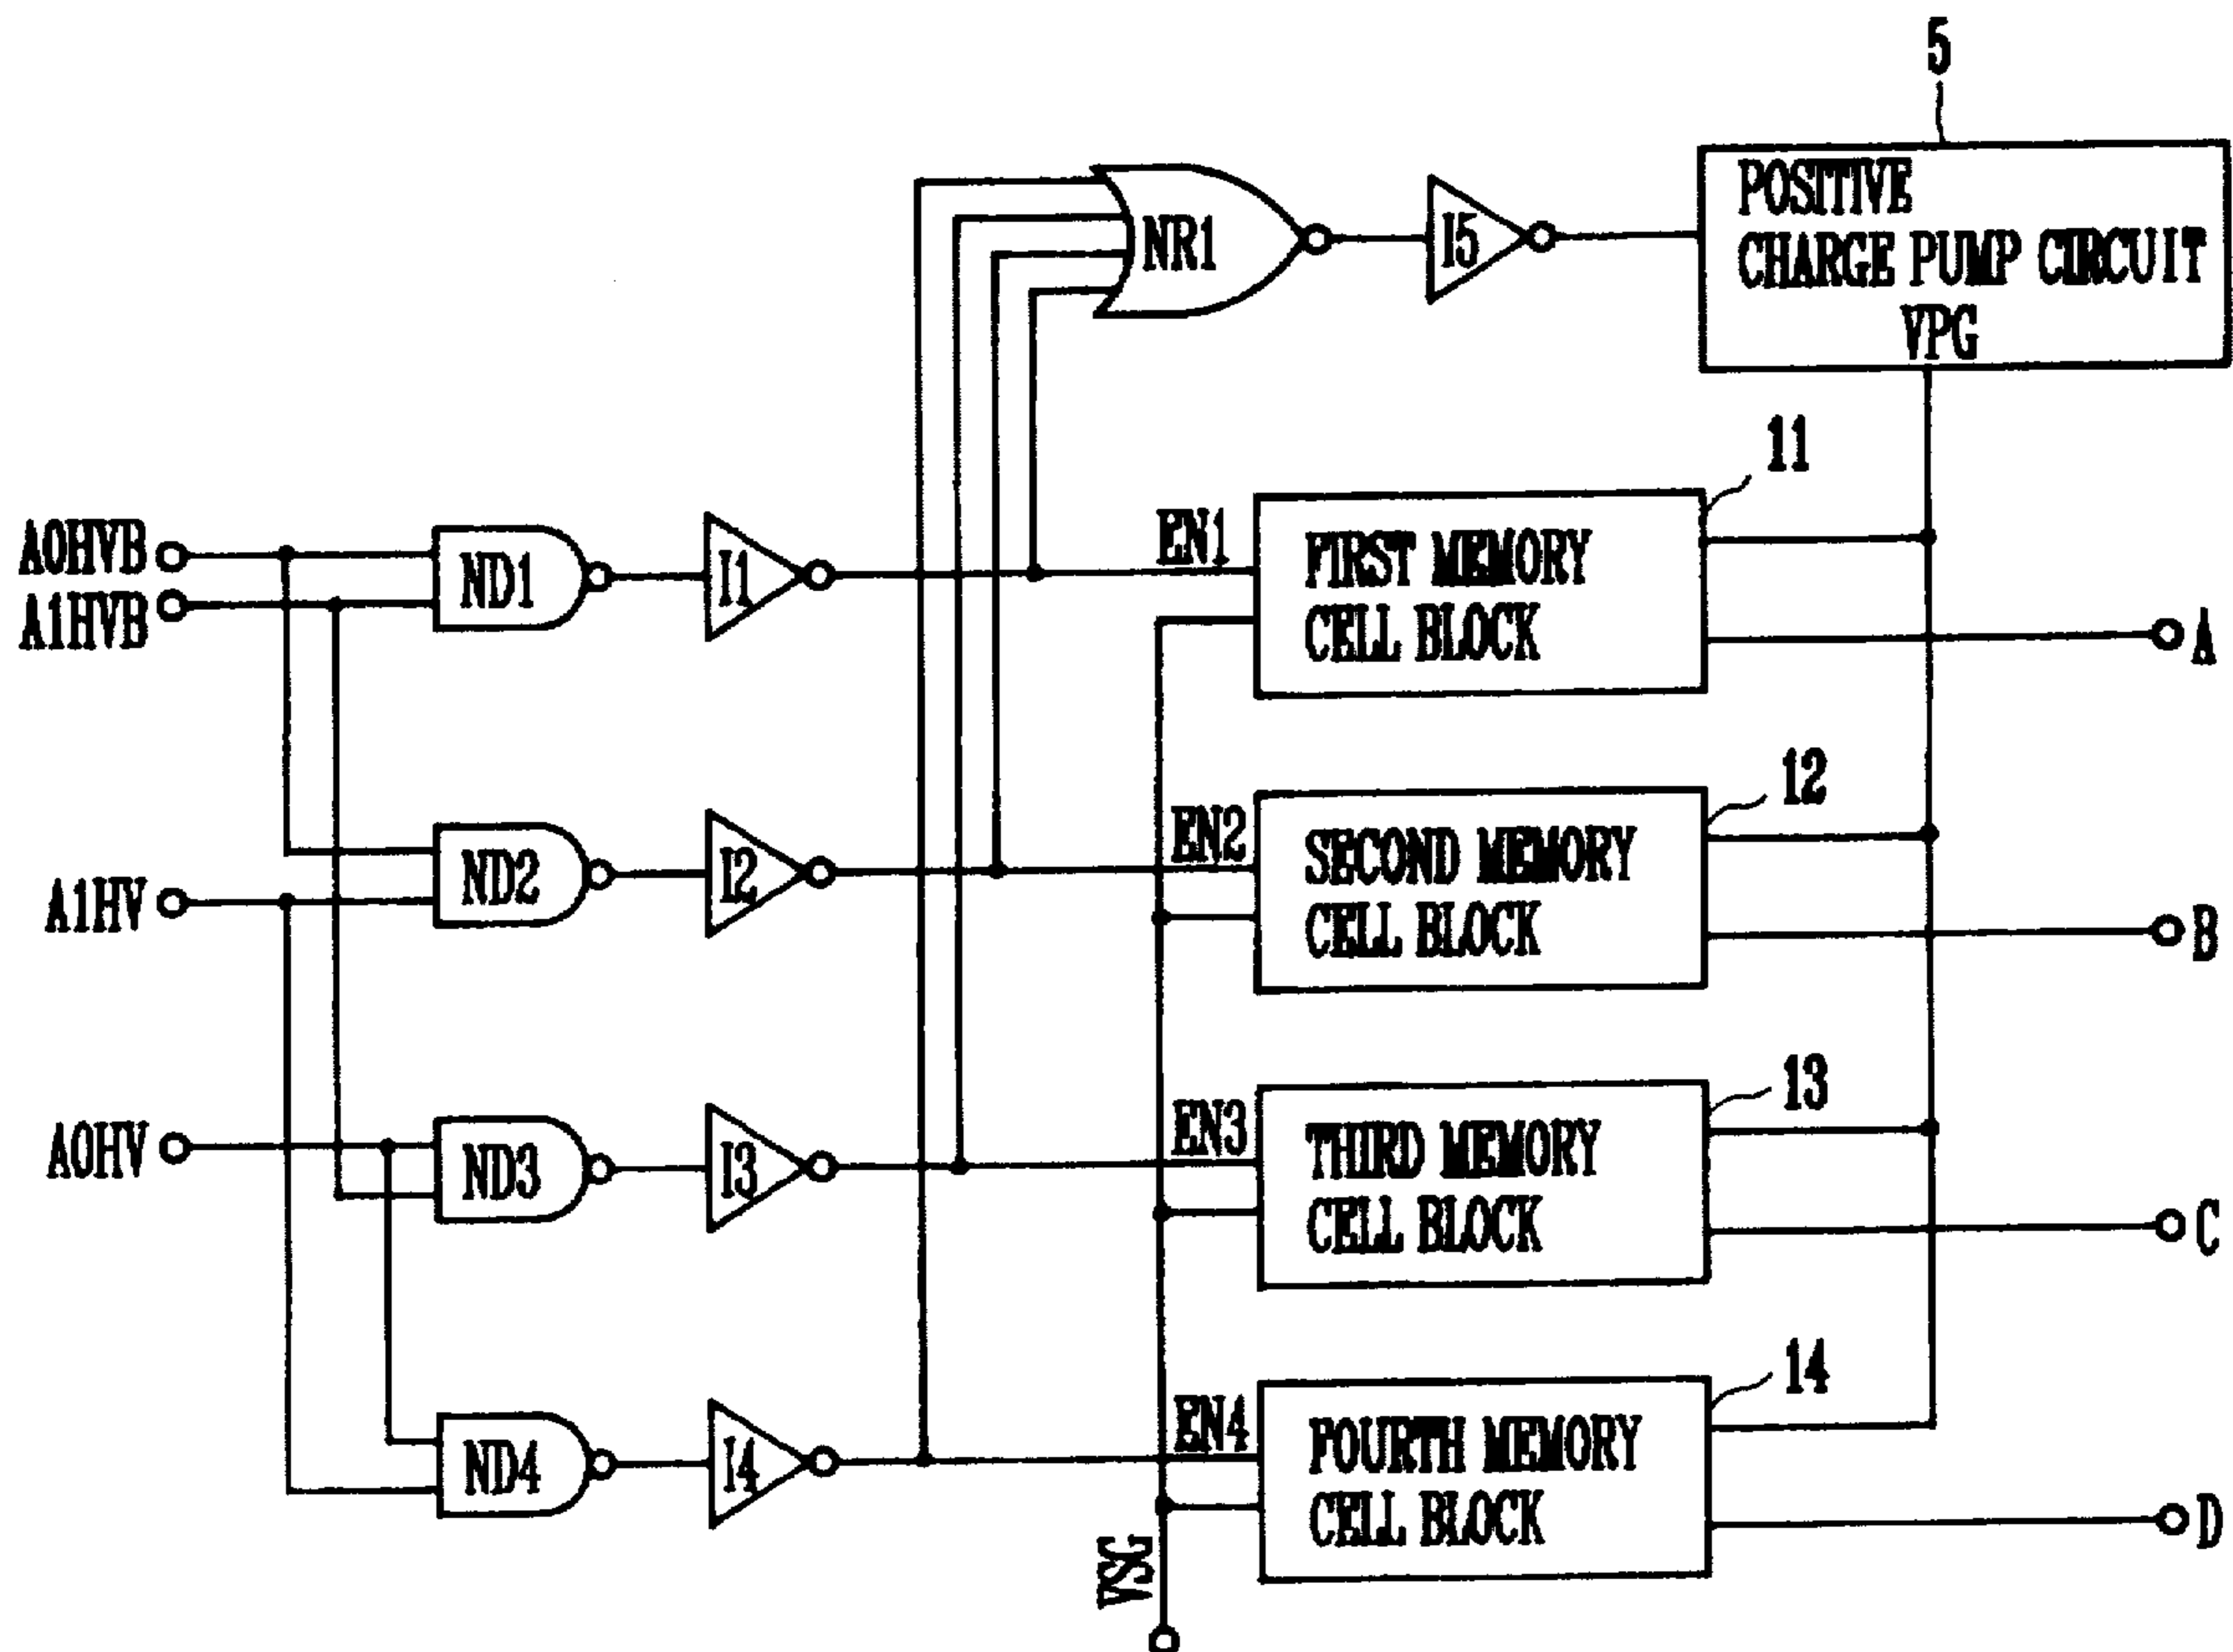 5
POSITIVE
CHARGE PUMP CIRCUIT
VPG
NR1
I5
11
A0HVB
A1HVB
ND1
I1
EN1
FIRST MEMORY
CELL BLOCK
A
12
A1HV
ND2
I2
EN2
SECOND MEMORY
CELL BLOCK
B
13
A0HV
ND3
I3
EN3
THIRD MEMORY
CELL BLOCK
C
14
ND4
I4
EN4
FOURTH MEMORY
CELL BLOCK
D
VSG